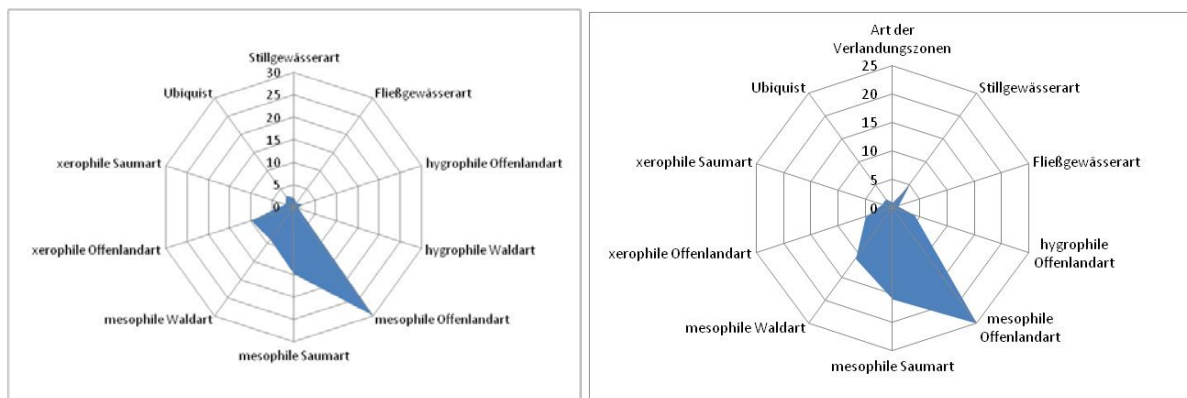 Stillgewässerart
30
25
20
15
10
5
0
Fließgewässerart
hygrophile Offenlandart
hygrophile Waldart
mesophile Offenlandart
mesophile Saumart
mesophile Waldart
xerophile Offenlandart
xerophile Saumart
Ubiquist
Art der
Verlandungszonen
25
20
15
10
5
0
Stillgewässerart
Fließgewässerart
hygrophile
Offenlandart
mesophile
Offenlandart
mesophile Saumart
mesophile Waldart
xerophile Offenlandart
xerophile Saumart
Ubiquist